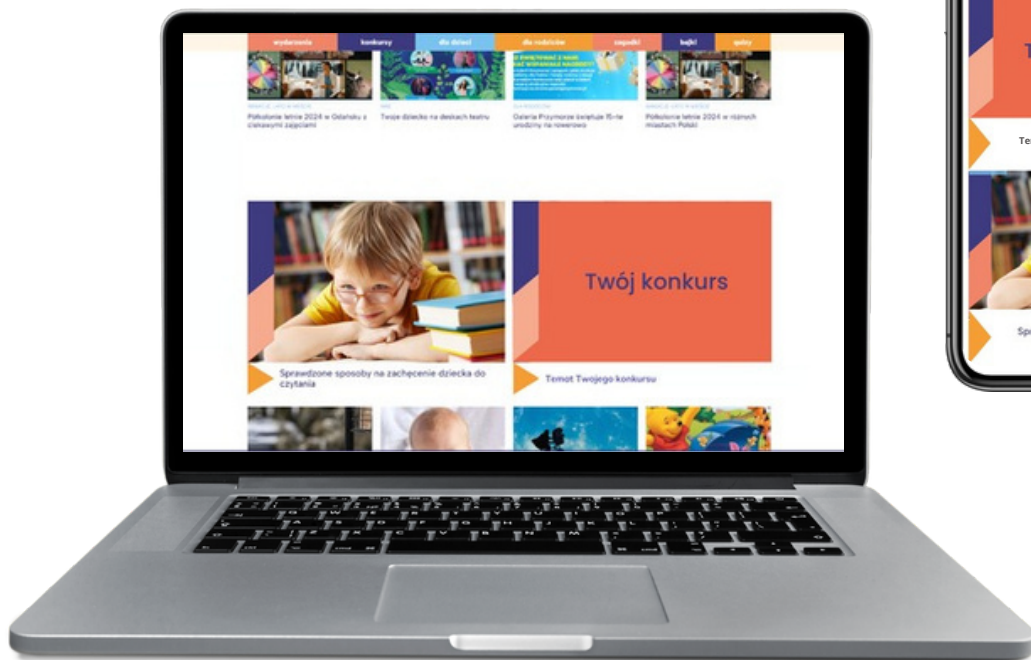 wydarzenia konkursy dla dzieci dla rodziców zagadki bajki quizy
Półkolonie letnie 2024 w Gdańsku z
ciekawymi zajęciami
Twoje dziecko na deskach teatru
Galeria Przymorze świętuje 15-te
urodziny na rowerowo
Półkolonie letnie 2024 w różnych
miastach Polski
Twój konkurs
Sprawdzone sposoby na zachęcenie dziecka do
czytania
Temat Twojego konkursu